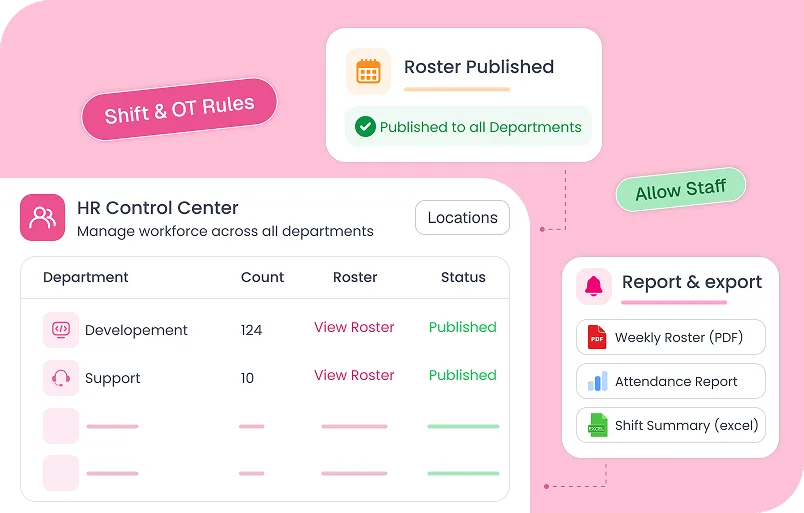 Roster Published
Published to all Departments
Shift & OT Rules
Allow Staff
HR Control Center
Manage workforce across all departments
Locations
Department Count Roster Status
Developement 124 View Roster Published
Support 10 View Roster Published
Report & export
PDF Weekly Roster (PDF)
Attendance Report
EXCEL Shift Summary (excel)